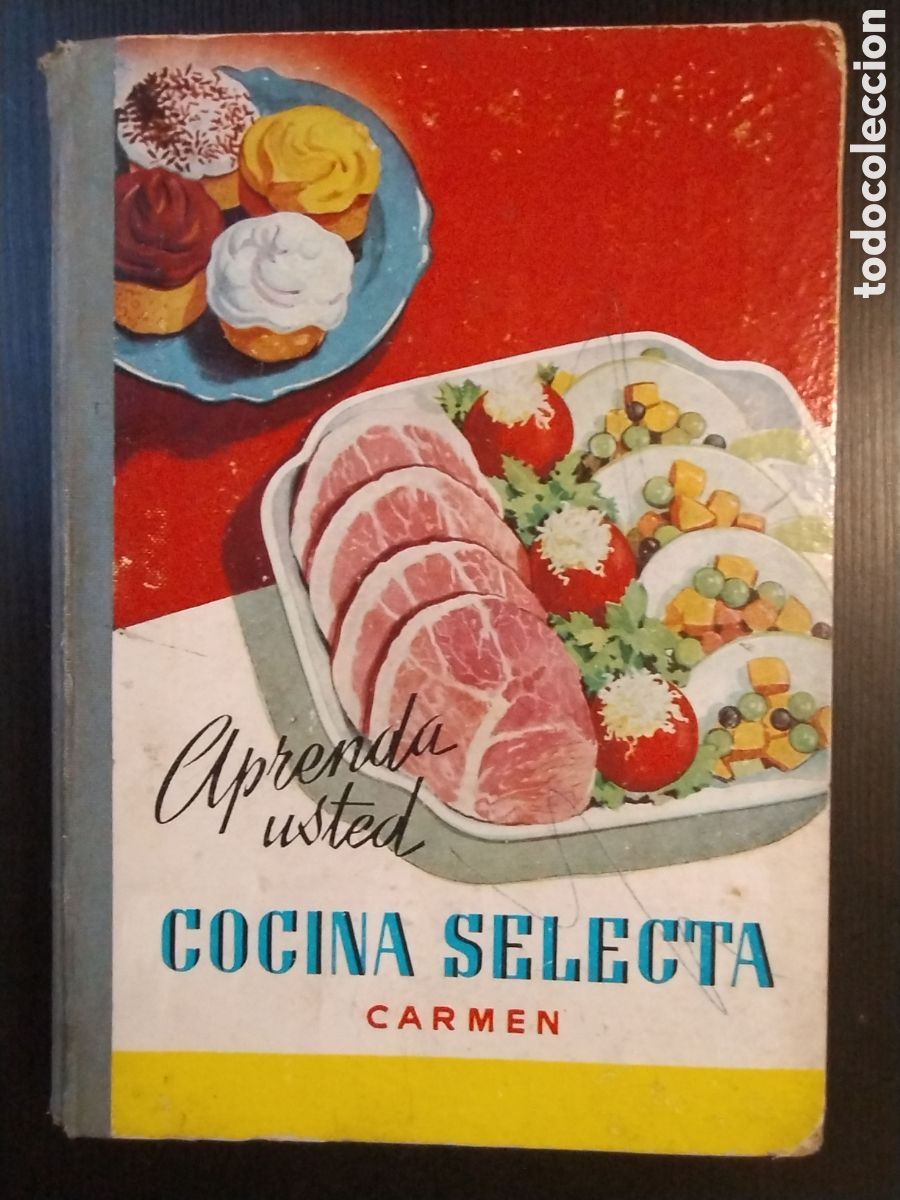 todocoleccion
Aprenda
usted
COCINA SELECTA
CARMEN